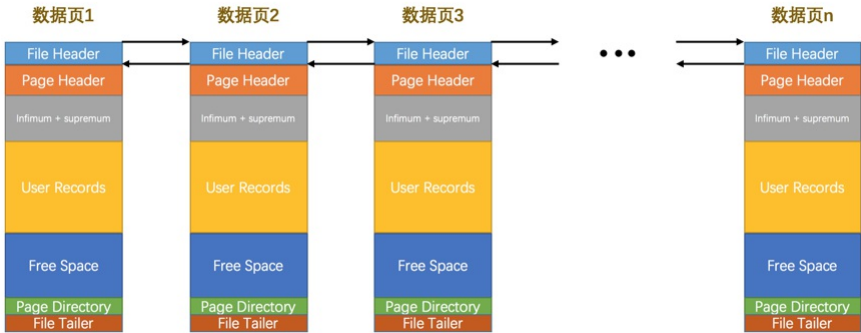 数据页1
数据页2
数据页3
数据页n
File Header
File Header
File Header
File Header
Page Header
Page Header
Page Header
Page Header
Infimum + supremum
Infimum + supremum
Infimum + supremum
Infimum + supremum
User Records
User Records
User Records
User Records
Free Space
Free Space
Free Space
Free Space
Page Directory
Page Directory
Page Directory
Page Directory
File Tailer
File Tailer
File Tailer
File Tailer